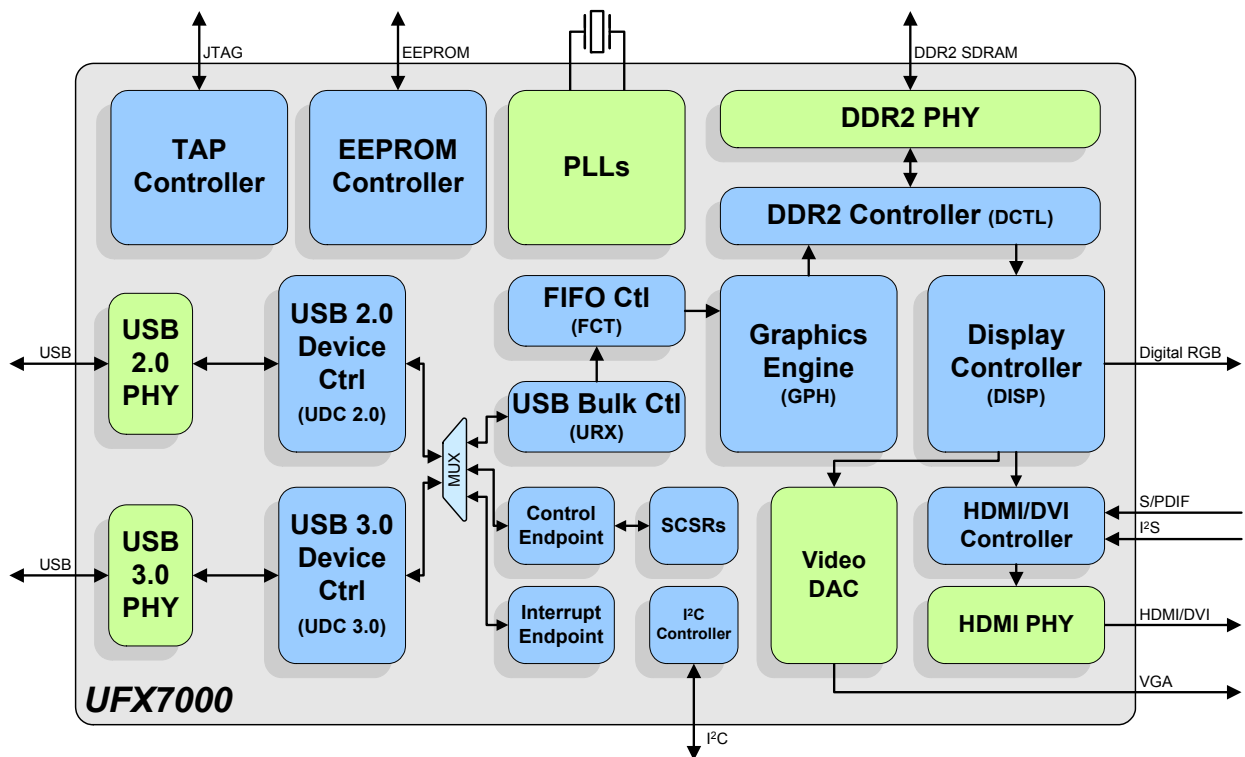 JTAG
EEPROM
DDR2 SDRAM
TAP
Controller
EEPROM
Controller
PLLs
DDR2 PHY
DDR2 Controller (DCTL)
USB
USB
2.0
PHY
USB 2.0
Device
Ctrl
(UDC 2.0)
FIFO Ctl
(FCT)
USB Bulk Ctl
(URX)
Graphics
Engine
(GPH)
Display
Controller
(DISP)
Digital RGB
MUX
USB
USB
3.0
PHY
USB 3.0
Device
Ctrl
(UDC 3.0)
Control
Endpoint
SCSRs
Interrupt
Endpoint
I²C
Controller
Video
DAC
HDMI/DVI
Controller
S/PDIF
I²S
HDMI PHY
HDMI/DVI
VGA
UFX7000
I²C